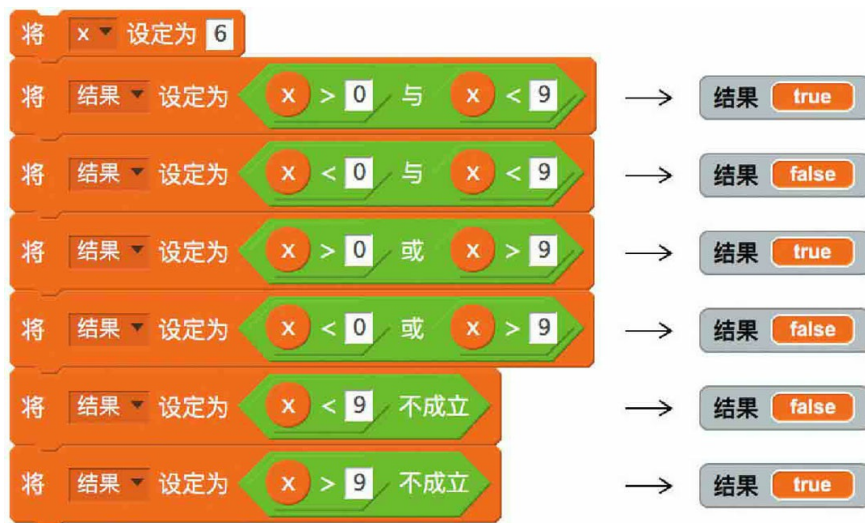 将 x 设定为 6
将 结果 设定为 x > 0 与 x < 9 → 结果 true
将 结果 设定为 x < 0 与 x < 9 → 结果 false
将 结果 设定为 x > 0 或 x > 9 → 结果 true
将 结果 设定为 x < 0 或 x > 9 → 结果 false
将 结果 设定为 x < 9 不成立 → 结果 false
将 结果 设定为 x > 9 不成立 → 结果 true